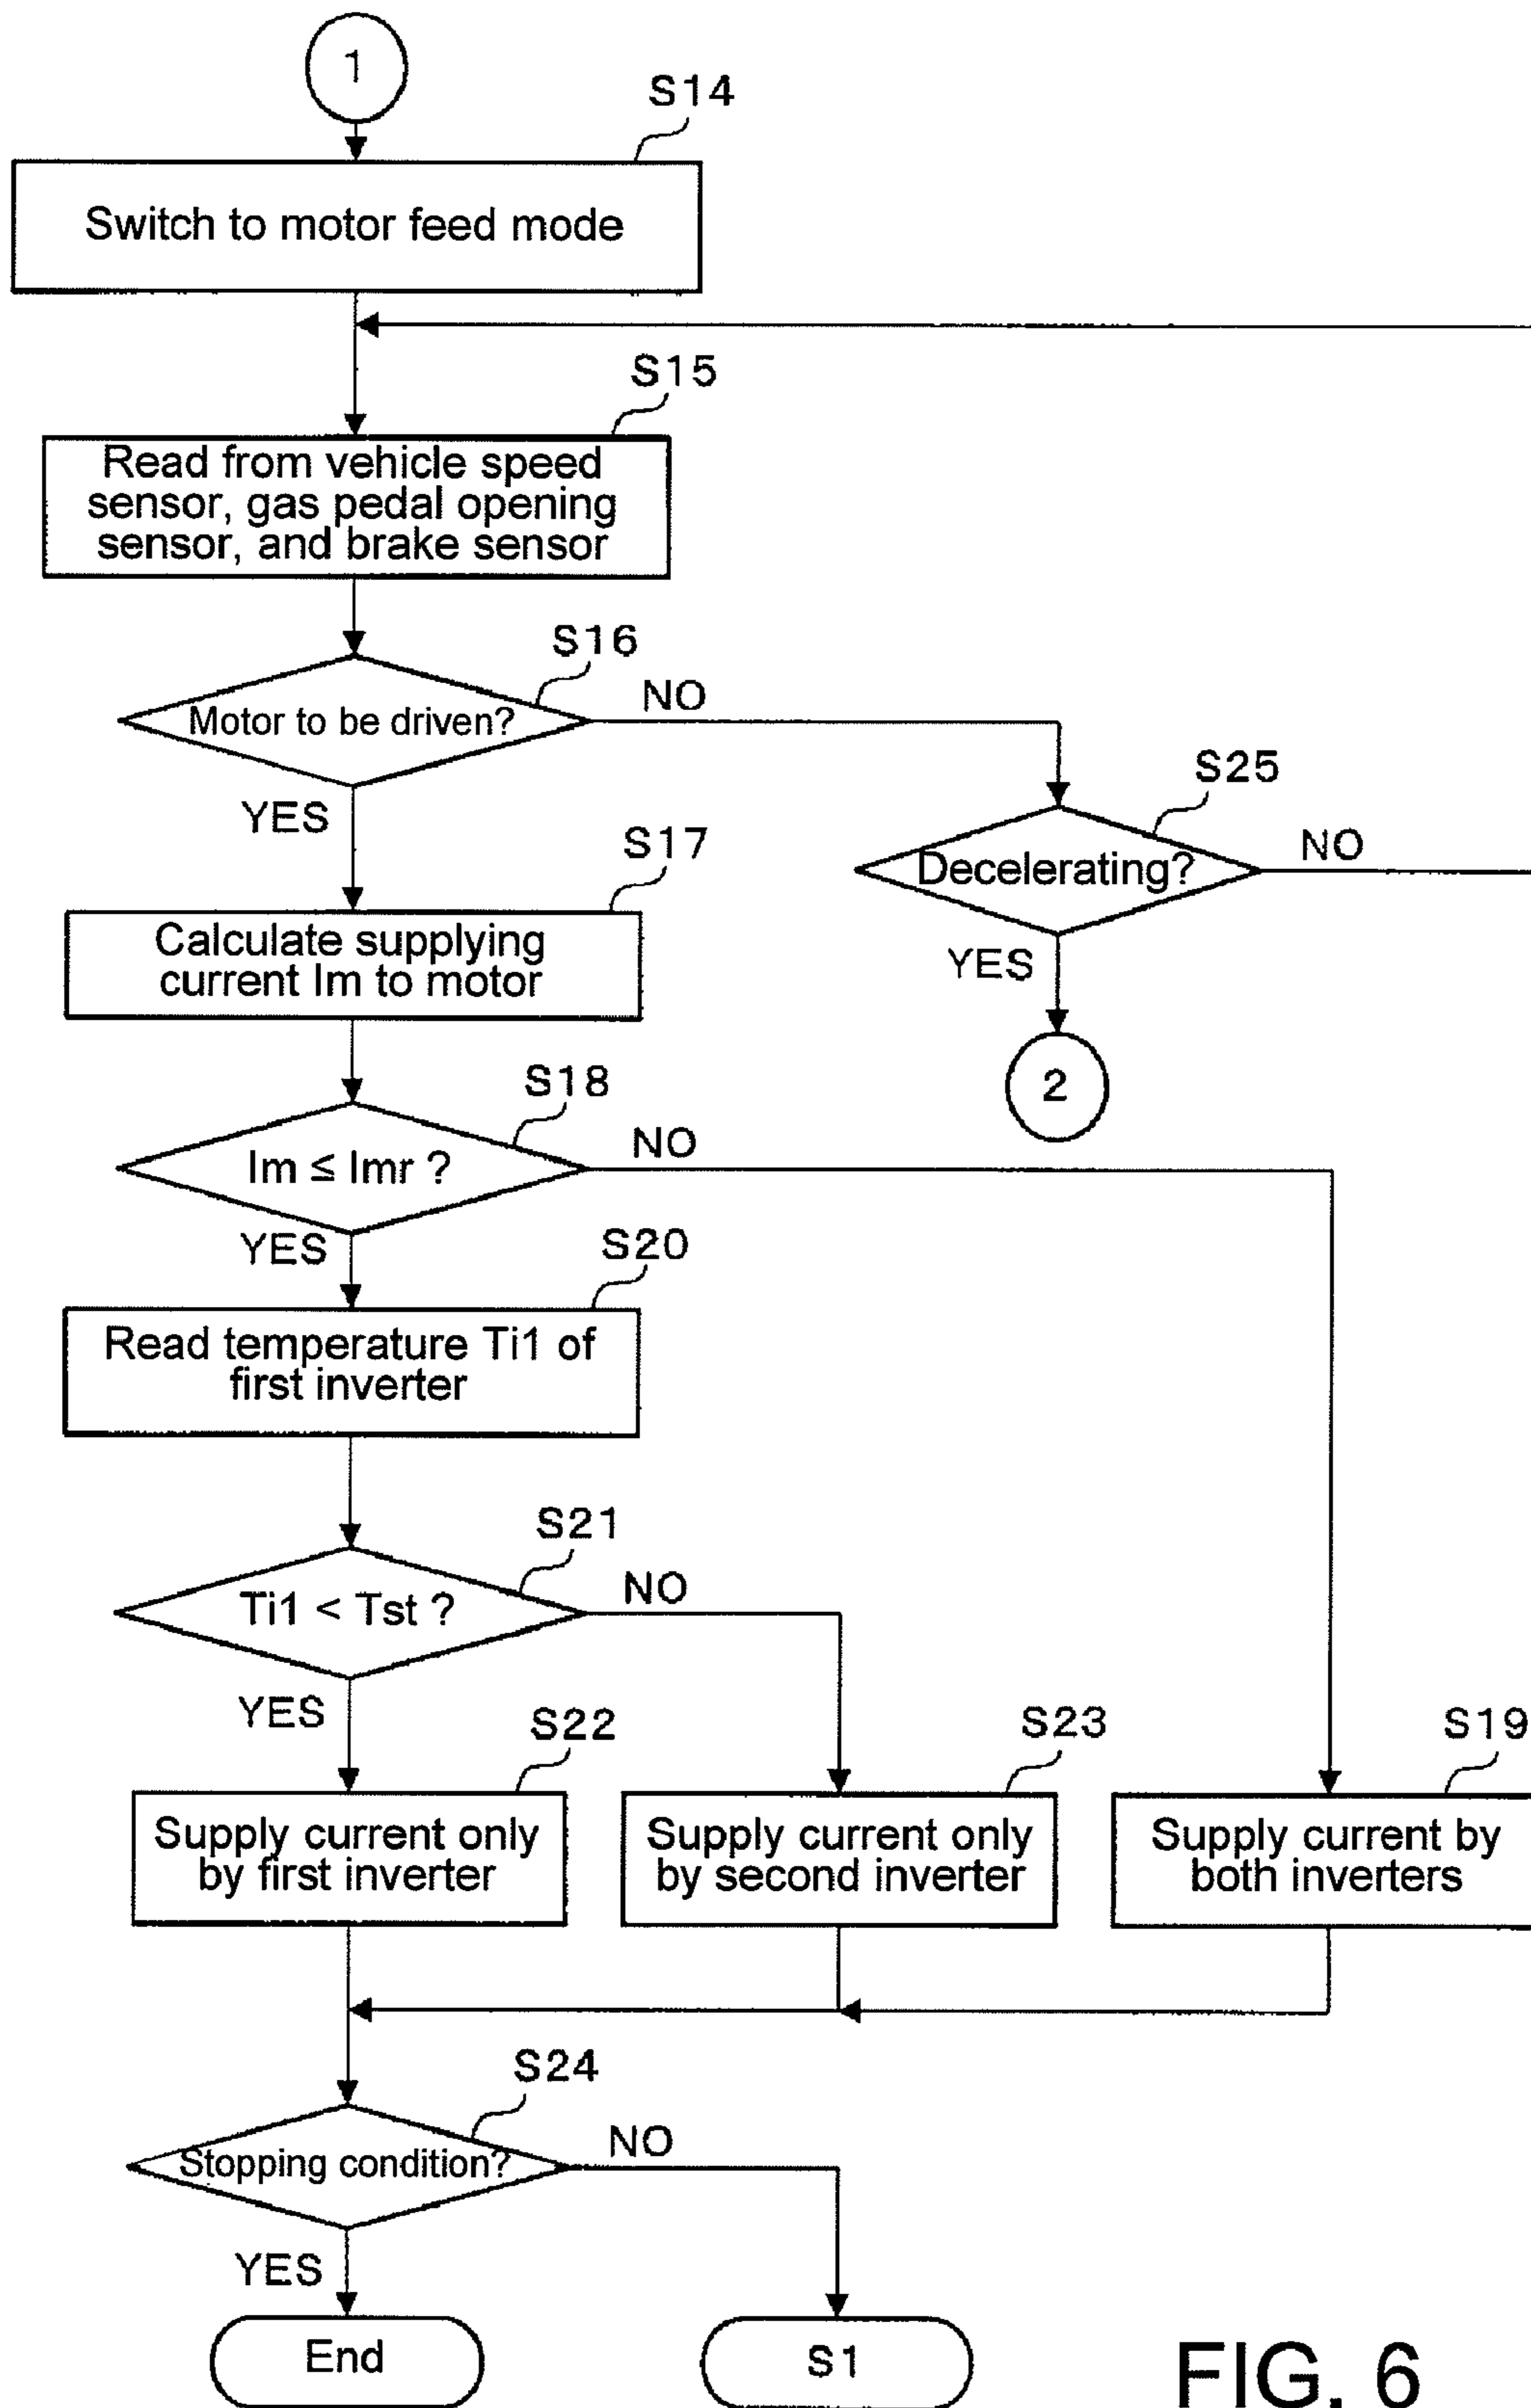 1
S14
Switch to motor feed mode
S15
Read from vehicle speed
sensor, gas pedal opening
sensor, and brake sensor
S16
Motor to be driven?
NO
YES
S25
Decelerating?
NO
YES
2
S17
Calculate supplying
current Im to motor
S18
Im ≤ Imr ?
NO
YES
S20
Read temperature Ti1 of
first inverter
S21
Ti1 < Tst ?
NO
YES
S22
Supply current only
by first inverter
S23
Supply current only
by second inverter
S19
Supply current by
both inverters
S24
Stopping condition?
NO
YES
End
S1
FIG. 6